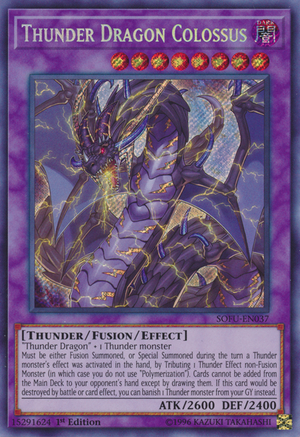 THUNDER DRAGON COLOSSUS
SOFU-EN037
[THUNDER/FUSION/EFFECT]
"Thunder Dragon" + 1 Thunder monster
Must be either Fusion Summoned, or Special Summoned during the turn a Thunder
monster's effect was activated in the hand, by Tributing 1 Thunder Effect non-Fusion
Monster (in which case you do not use "Polymerization"). Cards cannot be added from
the Main Deck to your opponent's hand except by drawing them. If this card would be
destroyed by battle or card effect, you can banish 1 Thunder monster from your GY instead.
ATK/2600 DEF/2400
15291624 1st Edition ©1996 KAZUKI TAKAHASHI